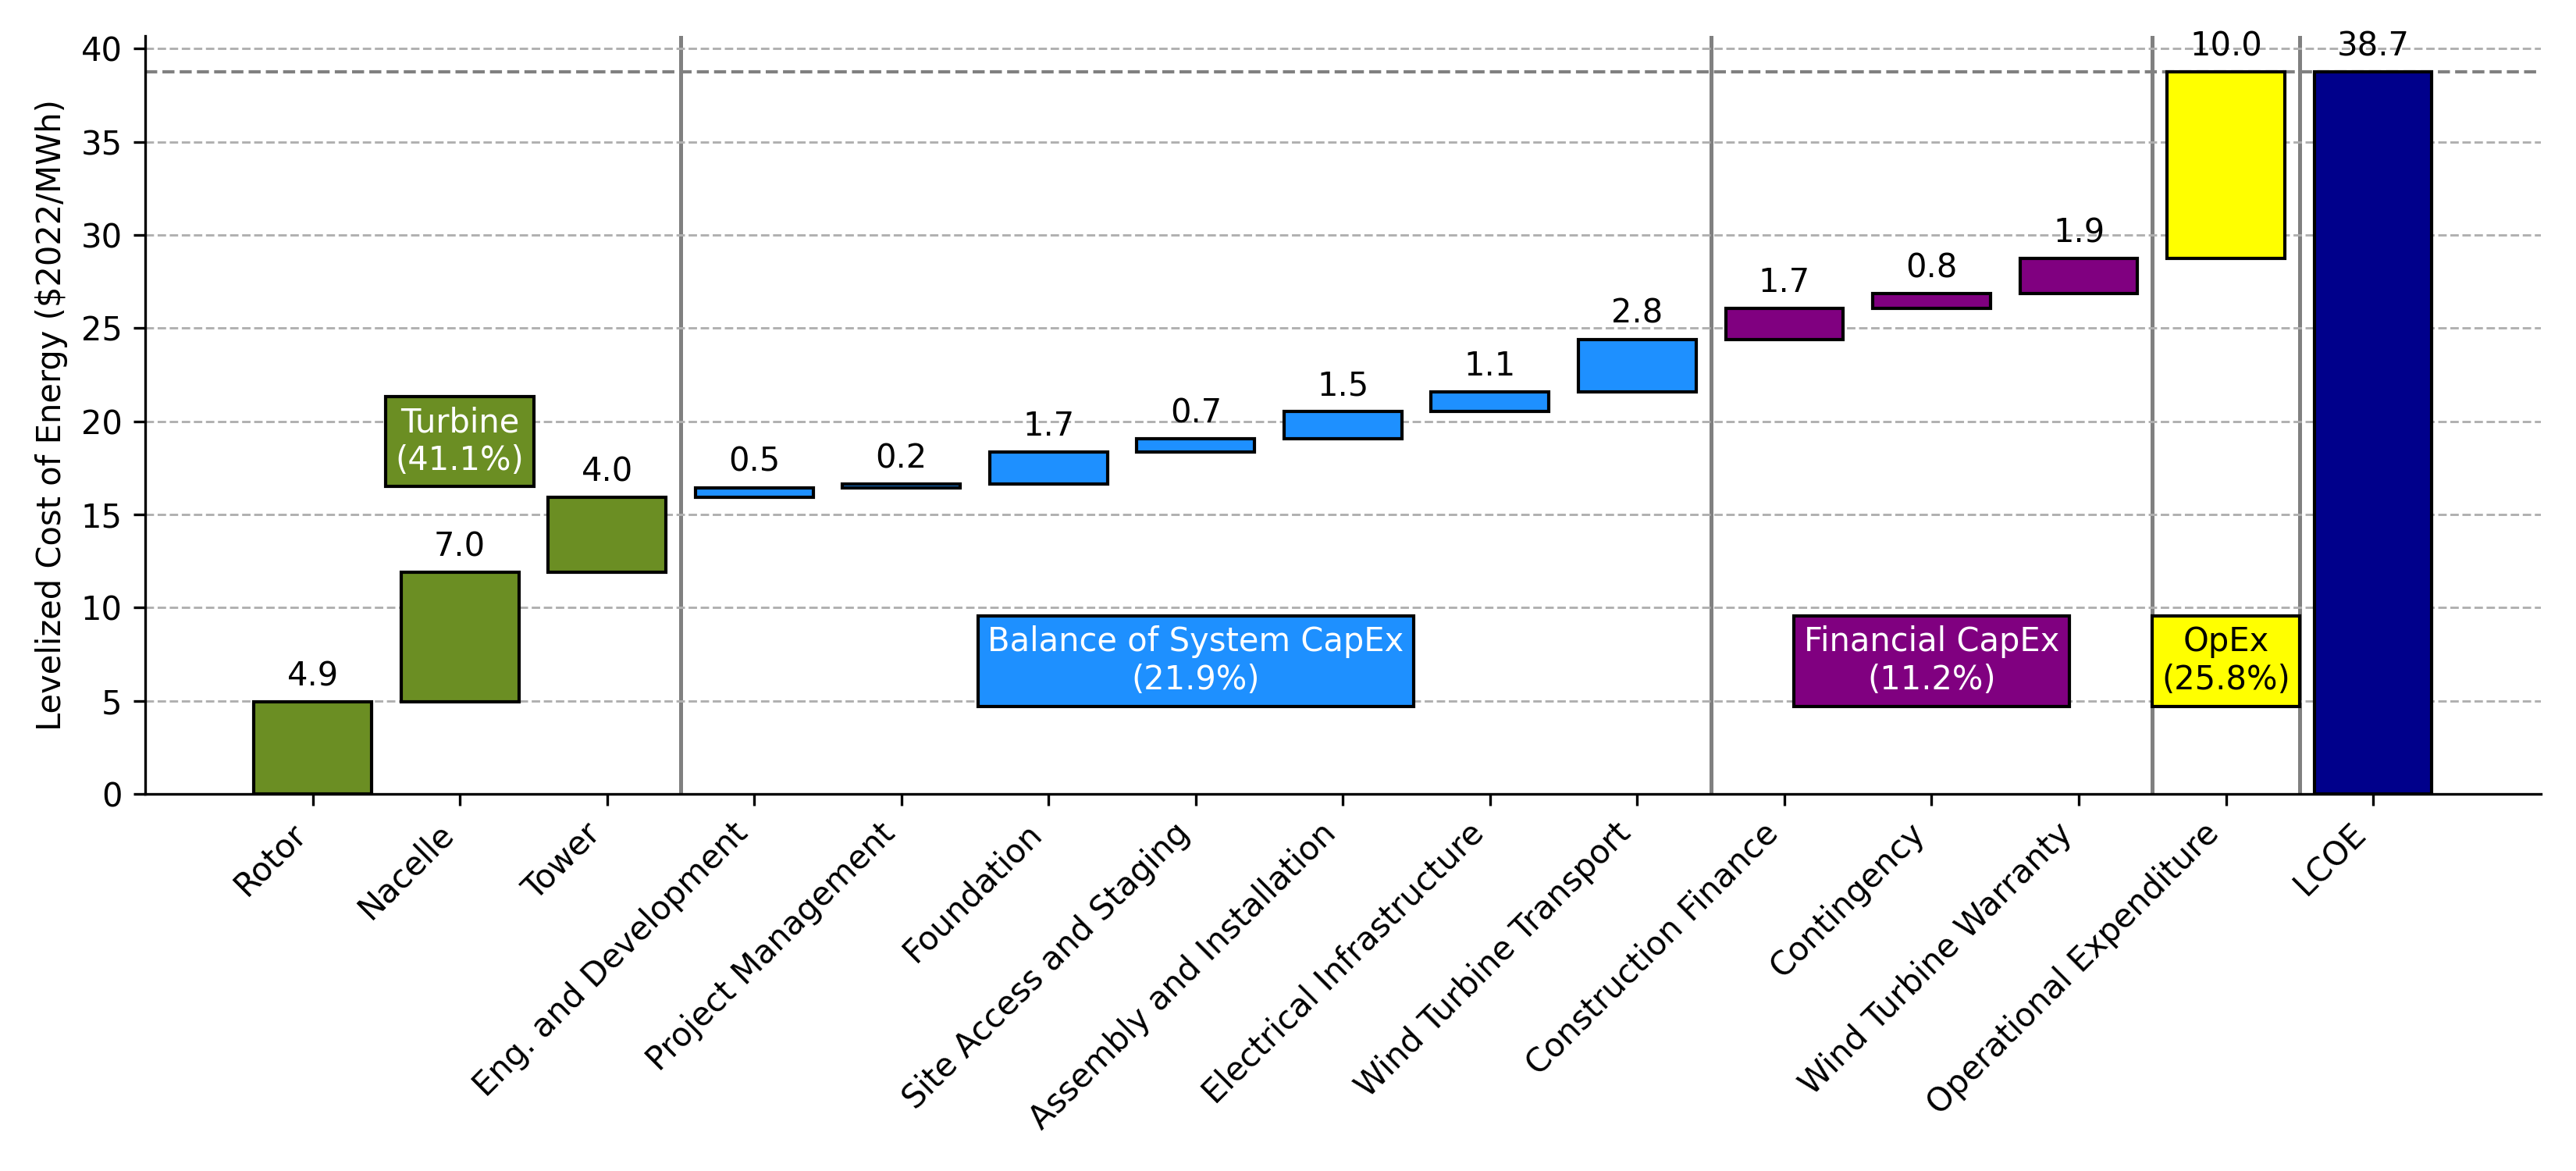 Levelized Cost of Energy ($2022/MWh)
40
35
30
25
20
15
10
5
0
4.9
7.0
4.0
0.5
0.2
1.7
0.7
1.5
1.1
2.8
1.7
0.8
1.9
10.0
38.7
Turbine
(41.1%)
Balance of System CapEx
(21.9%)
Financial CapEx
(11.2%)
OpEx
(25.8%)
Rotor
Nacelle
Tower
Eng. and Development
Project Management
Foundation
Site Access and Staging
Assembly and Installation
Electrical Infrastructure
Wind Turbine Transport
Construction Finance
Contingency
Wind Turbine Warranty
Operational Expenditure
LCOE